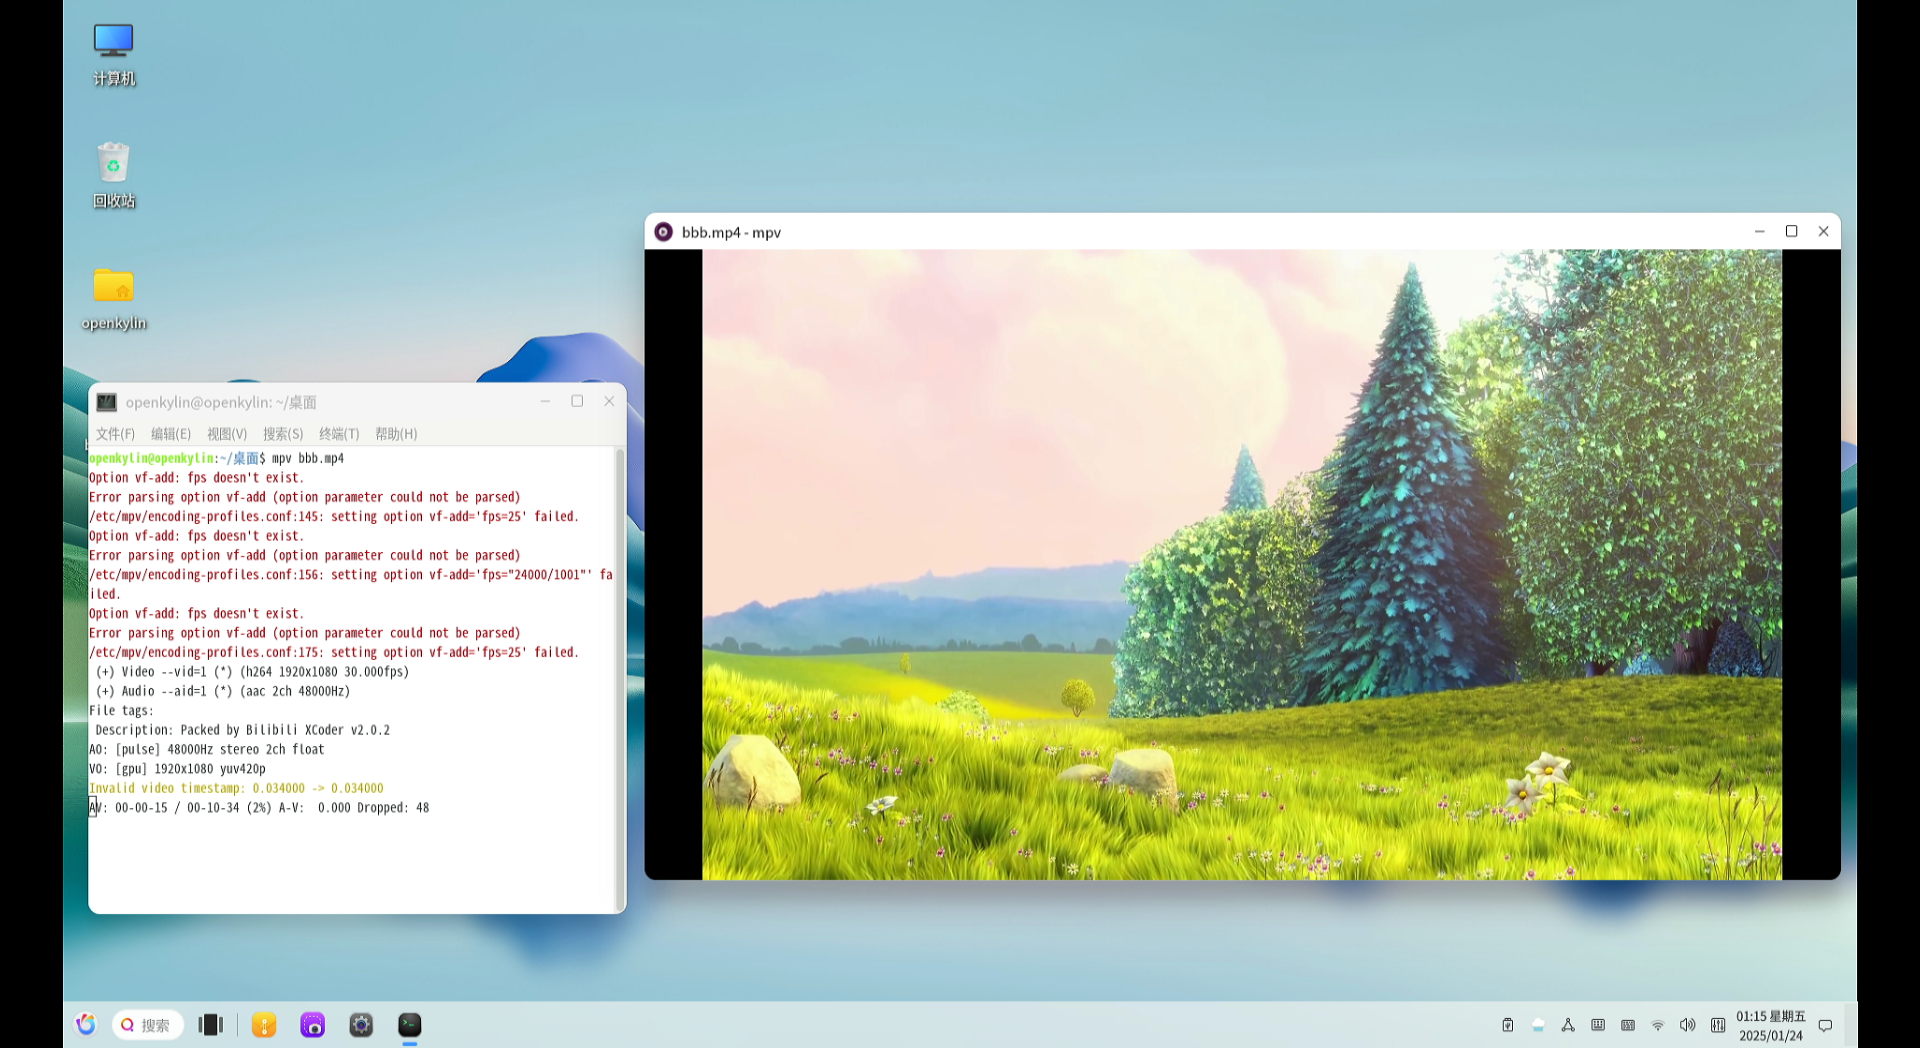 计算机
回收站
openkylin
bbb.mp4 - mpv
openkylin@openkylin: ~/桌面
文件(F) 编辑(E) 视图(V) 搜索(S) 终端(T) 帮助(H)
openkylin@openkylin:~/桌面$ mpv bbb.mp4
Option vf-add: fps doesn't exist.
Error parsing option vf-add (option parameter could not be parsed)
/etc/mpv/encoding-profiles.conf:145: setting option vf-add='fps=25' failed.
Option vf-add: fps doesn't exist.
Error parsing option vf-add (option parameter could not be parsed)
/etc/mpv/encoding-profiles.conf:156: setting option vf-add='fps="24000/1001"' fa
iled.
Option vf-add: fps doesn't exist.
Error parsing option vf-add (option parameter could not be parsed)
/etc/mpv/encoding-profiles.conf:175: setting option vf-add='fps=25' failed.
(+) Video --vid=1 (*) (h264 1920x1080 30.000fps)
(+) Audio --aid=1 (*) (aac 2ch 48000Hz)
File tags:
Description: Packed by Bilibili XCoder v2.0.2
AO: [pulse] 48000Hz stereo 2ch float
VO: [gpu] 1920x1080 yuv420p
Invalid video timestamp: 0.034000 -> 0.034000
AV: 00-00-15 / 00-10-34 (2%) A-V:  0.000 Dropped: 48
搜索
01:15 星期五
2025/01/24